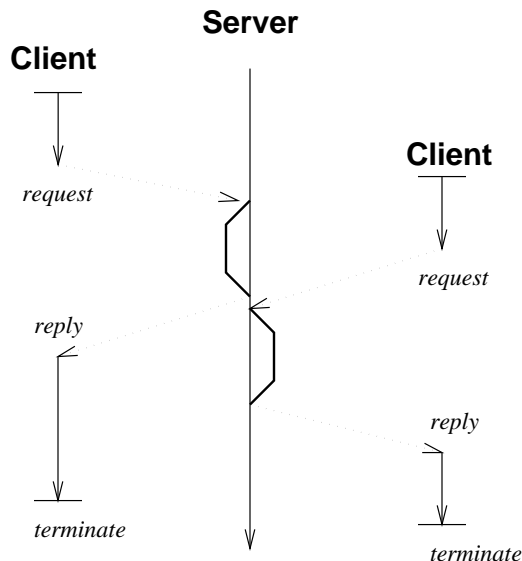 Server
Client
Client
request
request
reply
reply
terminate
terminate